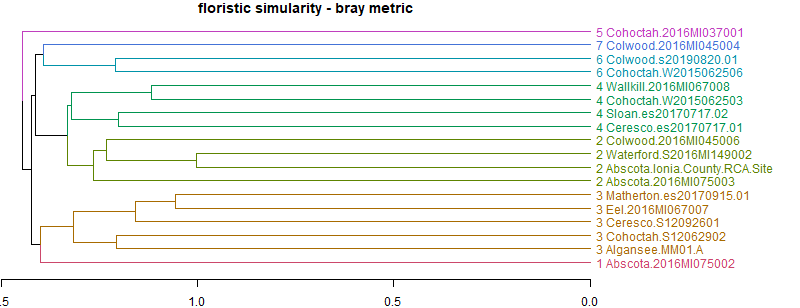 floristic simularity - bray metric
5 Cohoctah.2016MI037001
7 Colwood.2016MI045004
6 Colwood.s20190820.01
6 Cohoctah.W2015062506
4 Wallkill.2016MI067008
4 Cohoctah.W2015062503
4 Sloan.es20170717.02
4 Ceresco.es20170717.01
2 Colwood.2016MI045006
2 Waterford.S2016MI149002
2 Abscota.Ionia.County.RCA.Site
2 Abscota.2016MI075003
3 Matherton.es20170915.01
3 Eel.2016MI067007
3 Ceresco.S12092601
3 Cohoctah.S12062902
3 Algansee.MM01.A
1 Abscota.2016MI075002
.5 1.0 0.5 0.0